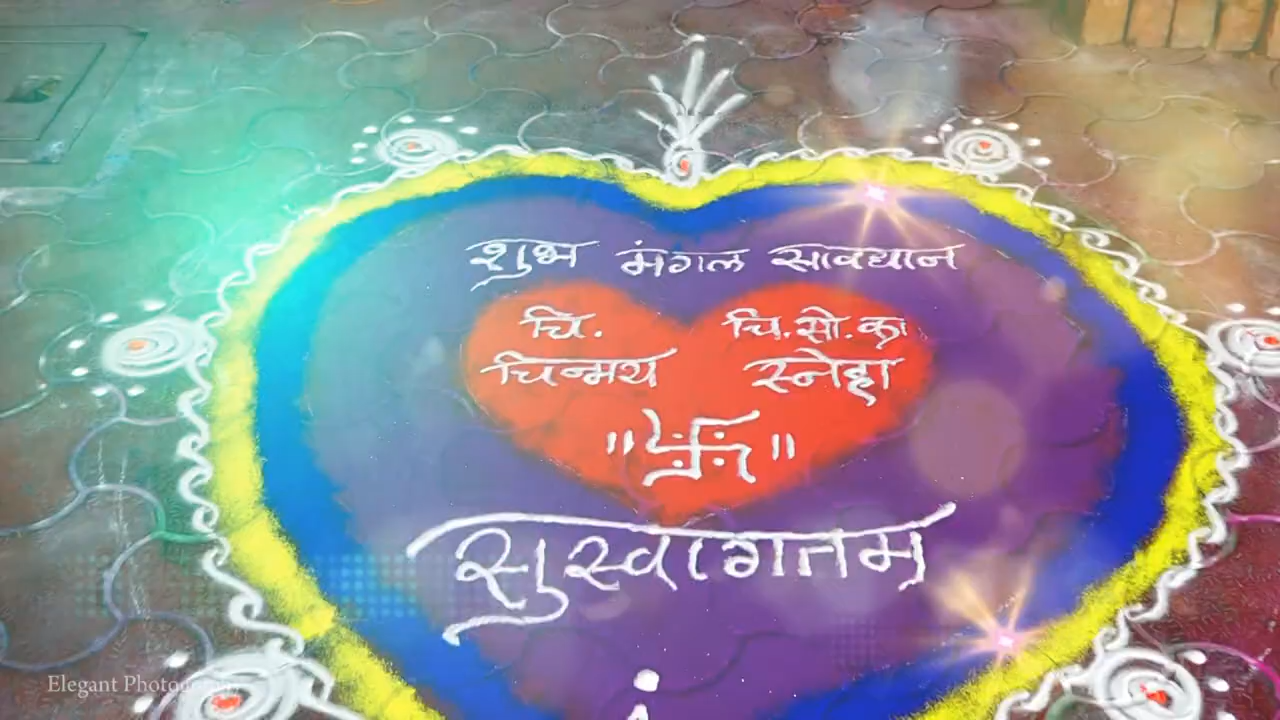 शुभ मंगल सावधान
चि. चि.सो.का
चिन्मय स्नेहा
"卐"
सुस्वागतम
Elegant Photo